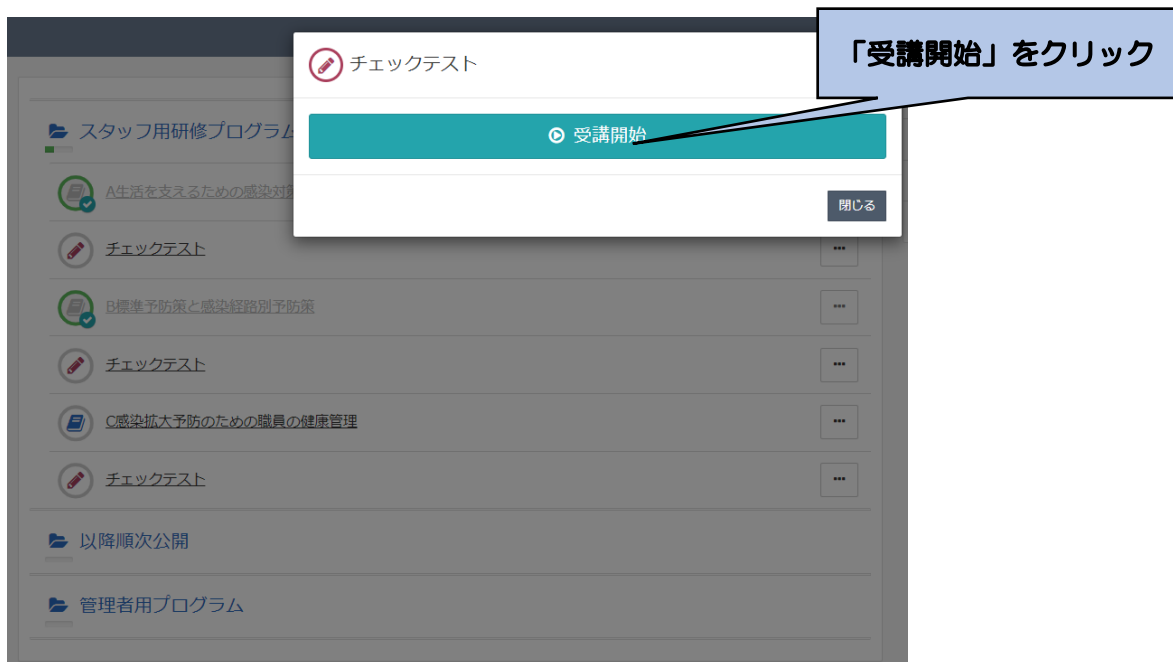 「受講開始」をクリック
チェックテスト
受講開始
閉じる
スタッフ用研修プログラム
A生活を支えるための感染対
チェックテスト
B標準予防策と感染経路別予防策
チェックテスト
C感染拡大予防のための職員の健康管理
チェックテスト
以降順次公開
管理者用プログラム